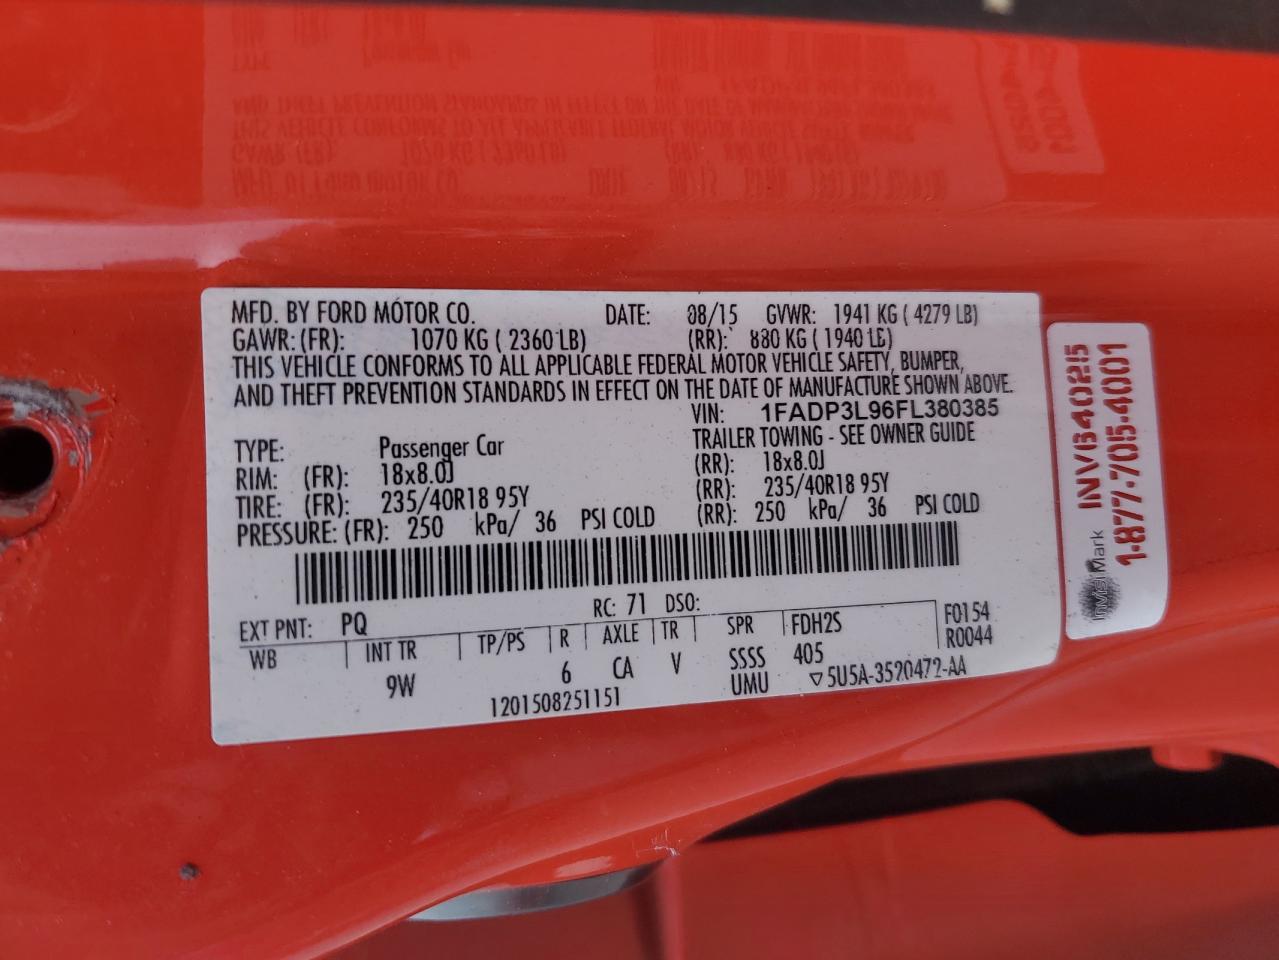 MFD. BY FORD MOTOR CO. DATE: 08/15 GVWR: 1941 KG ( 4279 LB)
GAWR: (FR): 1070 KG ( 2360 LB) (RR): 880 KG ( 1940 LB)
THIS VEHICLE CONFORMS TO ALL APPLICABLE FEDERAL MOTOR VEHICLE SAFETY, BUMPER,
AND THEFT PREVENTION STANDARDS IN EFFECT ON THE DATE OF MANUFACTURE SHOWN ABOVE.
VIN: 1FADP3L96FL380385
TYPE: Passenger Car TRAILER TOWING - SEE OWNER GUIDE
RIM: (FR): 18x8.0J (RR): 18x8.0J
TIRE: (FR): 235/40R18 95Y (RR): 235/40R18 95Y
PRESSURE: (FR): 250 kPa/ 36 PSI COLD (RR): 250 kPa/ 36 PSI COLD
EXT PNT: PQ RC: 71 DSO:
WB INT TR TP/PS R AXLE TR SPR FDH2S F0154
9W 6 CA V SSSS 405 R0044
1201508251151 UMU ▽5U5A-3520472-AA
InvisiMark
INVB4025
1-877-705-4001